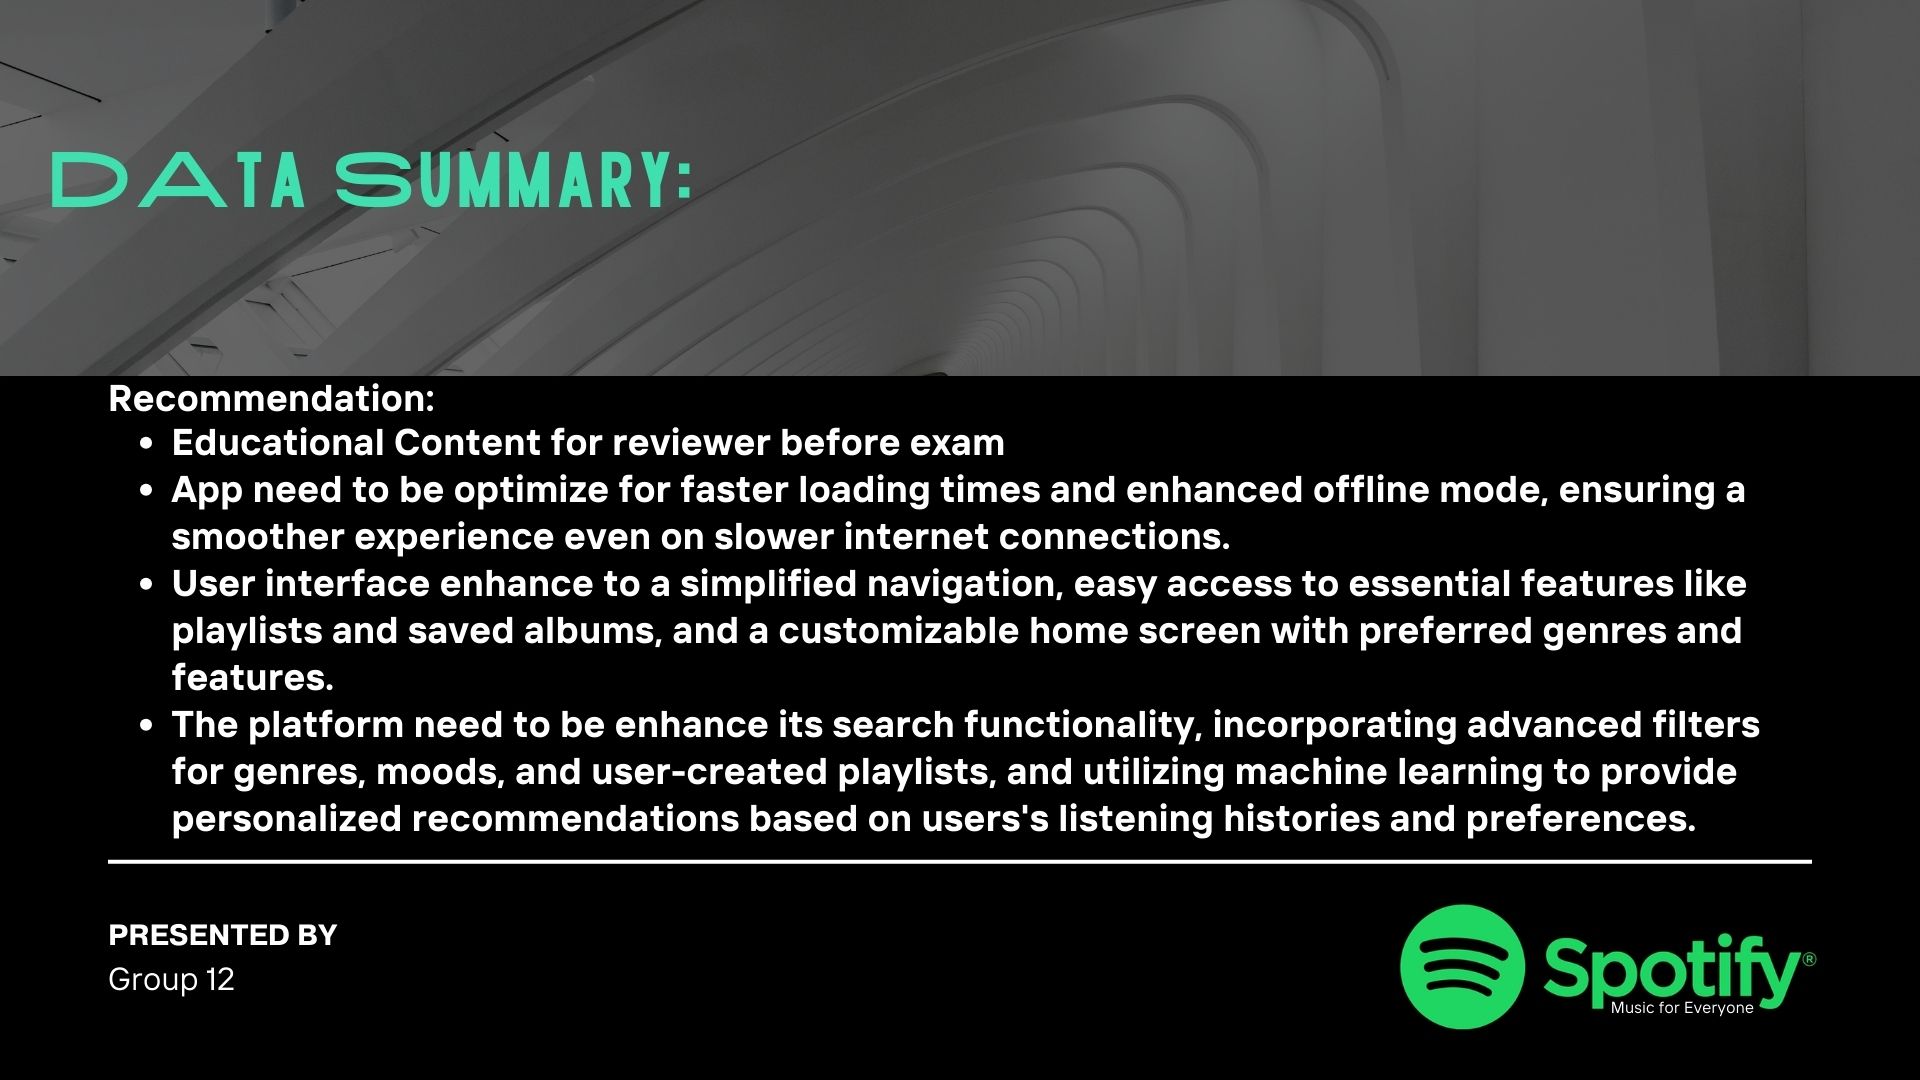 DATA SUMMARY:
Recommendation:
• Educational Content for reviewer before exam
• App need to be optimize for faster loading times and enhanced offline mode, ensuring a
smoother experience even on slower internet connections.
• User interface enhance to a simplified navigation, easy access to essential features like
playlists and saved albums, and a customizable home screen with preferred genres and
features.
• The platform need to be enhance its search functionality, incorporating advanced filters
for genres, moods, and user-created playlists, and utilizing machine learning to provide
personalized recommendations based on users's listening histories and preferences.
PRESENTED BY
Group 12
Spotify®
Music for Everyone